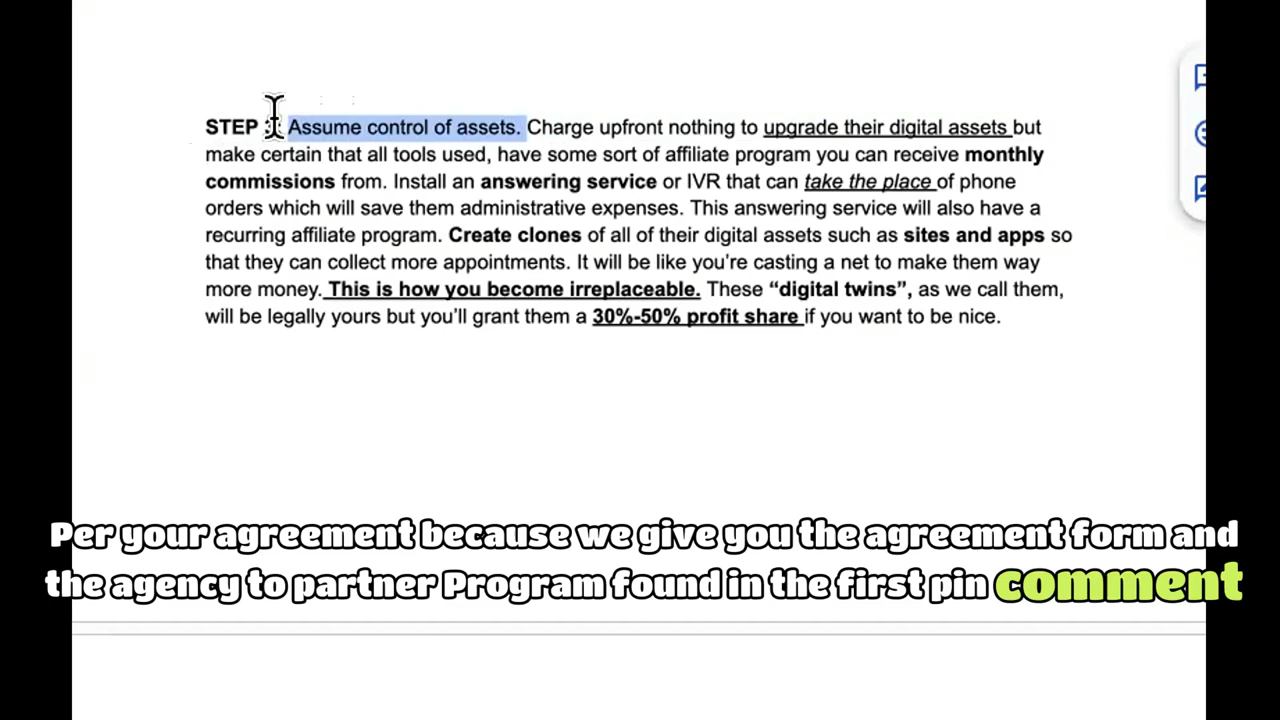 STEP Assume control of assets. Charge upfront nothing to upgrade their digital assets but
make certain that all tools used, have some sort of affiliate program you can receive monthly
commissions from. Install an answering service or IVR that can take the place of phone
orders which will save them administrative expenses. This answering service will also have a
recurring affiliate program. Create clones of all of their digital assets such as sites and apps so
that they can collect more appointments. It will be like you’re casting a net to make them way
more money. This is how you become irreplaceable. These “digital twins”, as we call them,
will be legally yours but you’ll grant them a 30%-50% profit share if you want to be nice.
Per your agreement because we give you the agreement form and
the agency to partner Program found in the first pin comment